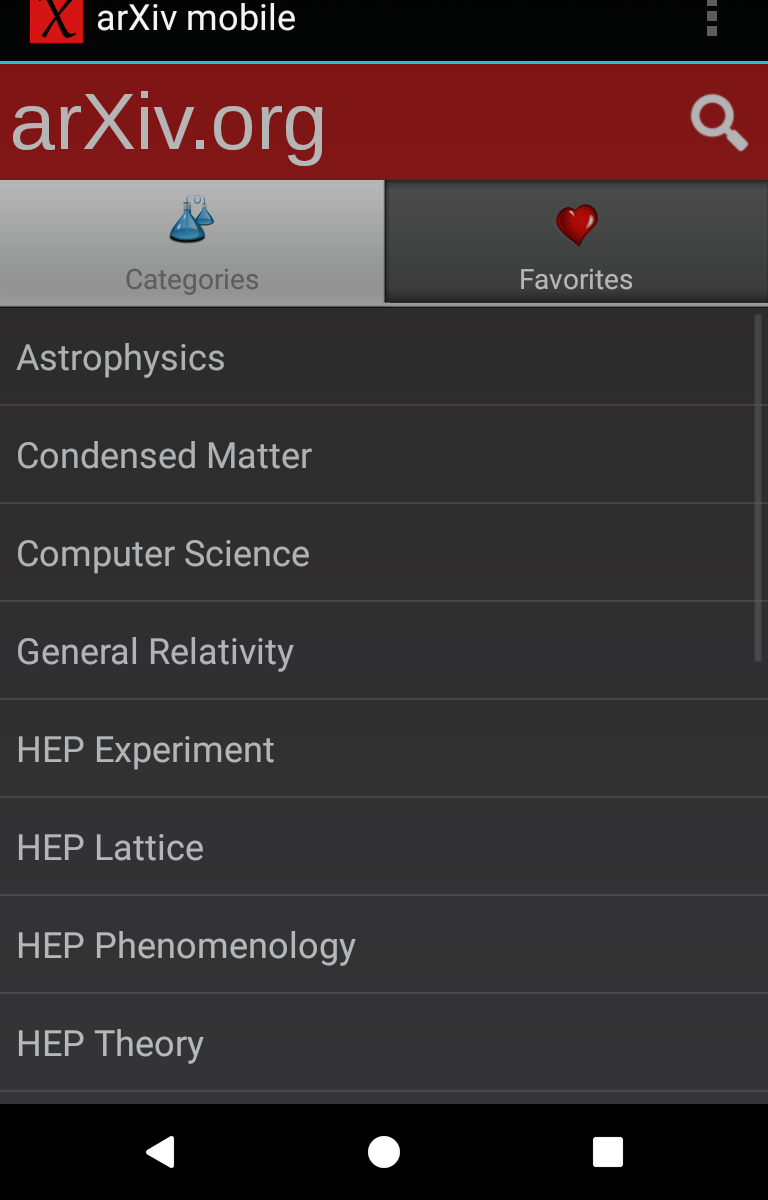 arXiv mobile
arXiv.org
Categories
Favorites
Astrophysics
Condensed Matter
Computer Science
General Relativity
HEP Experiment
HEP Lattice
HEP Phenomenology
HEP Theory